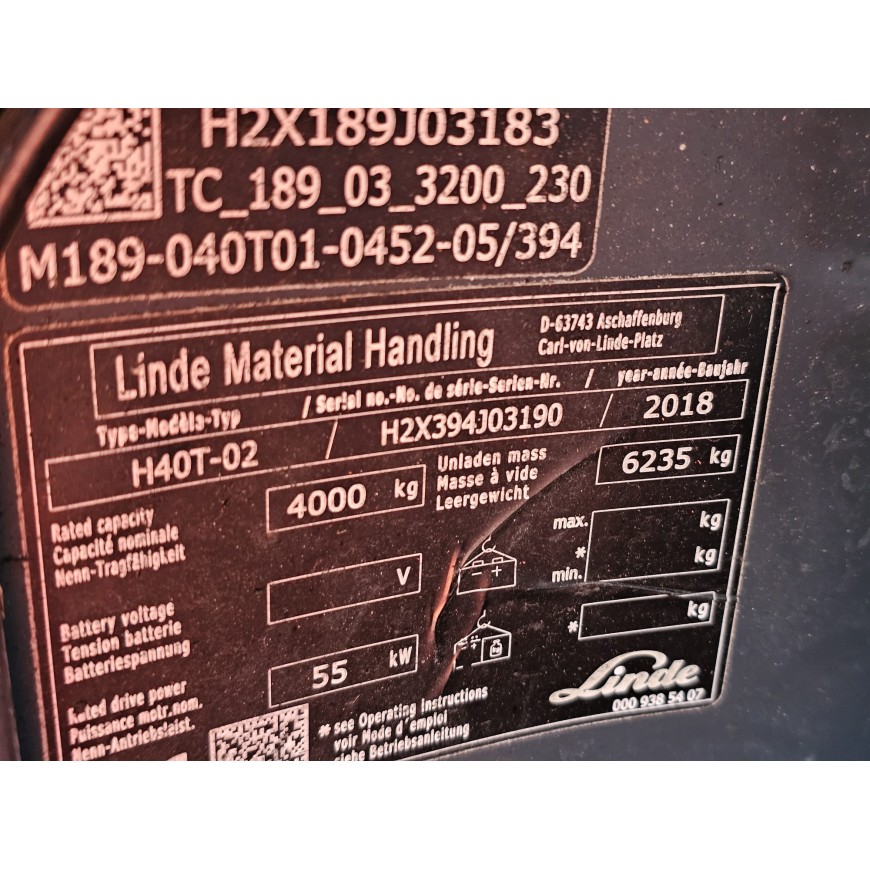 H2X189J03183
TC_189_03_3200_230
M189-040T01-0452-05/394
Linde Material Handling
D-63743 Aschaffenburg
Carl-von-Linde-Platz
Type-Modèle-Typ / Serial no.-No. de série-Serien-Nr. / year-année-Baujahr
H40T-02 / H2X394J03190 / 2018
Rated capacity
Capacité nominale
Nenn-Tragfähigkeit
4000 kg
Unladen mass
Masse à vide
Leergewicht
6235 kg
Battery voltage
Tension batterie
Batteriespannung
V
max. kg
* kg
min.
Rated drive power
Puissance motr.nom.
Nenn-Antriebsleist.
55 kW
* kg
* see Operating Instructions
voir Mode d'emploi
siehe Betriebsanleitung
Linde
000 938 54 07